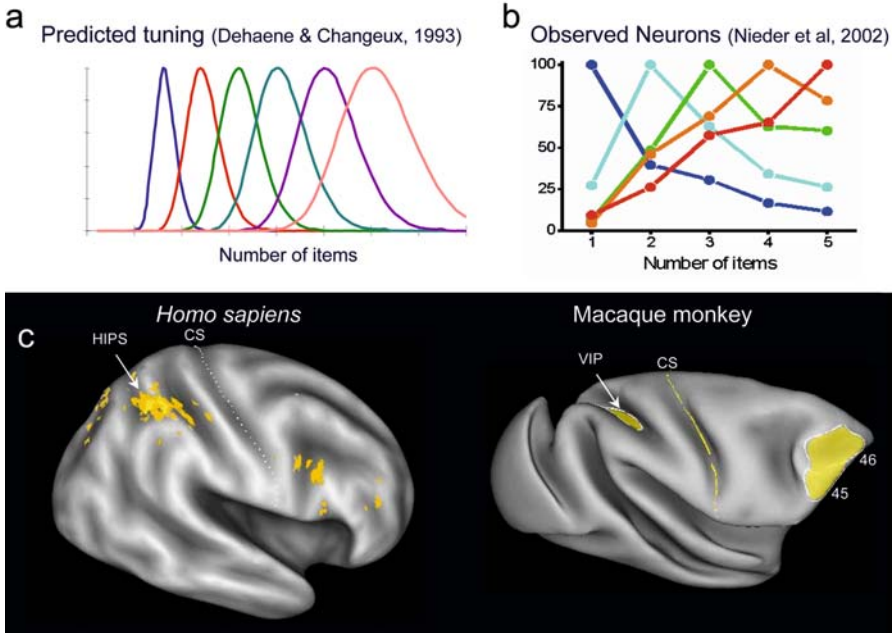 a
Predicted tuning (Dehaene & Changeux, 1993)
Number of items
b
Observed Neurons (Nieder et al, 2002)
100
75
50
25
0
1 2 3 4 5
Number of items
c
Homo sapiens
HIPS
CS
Macaque monkey
VIP
CS
46
45